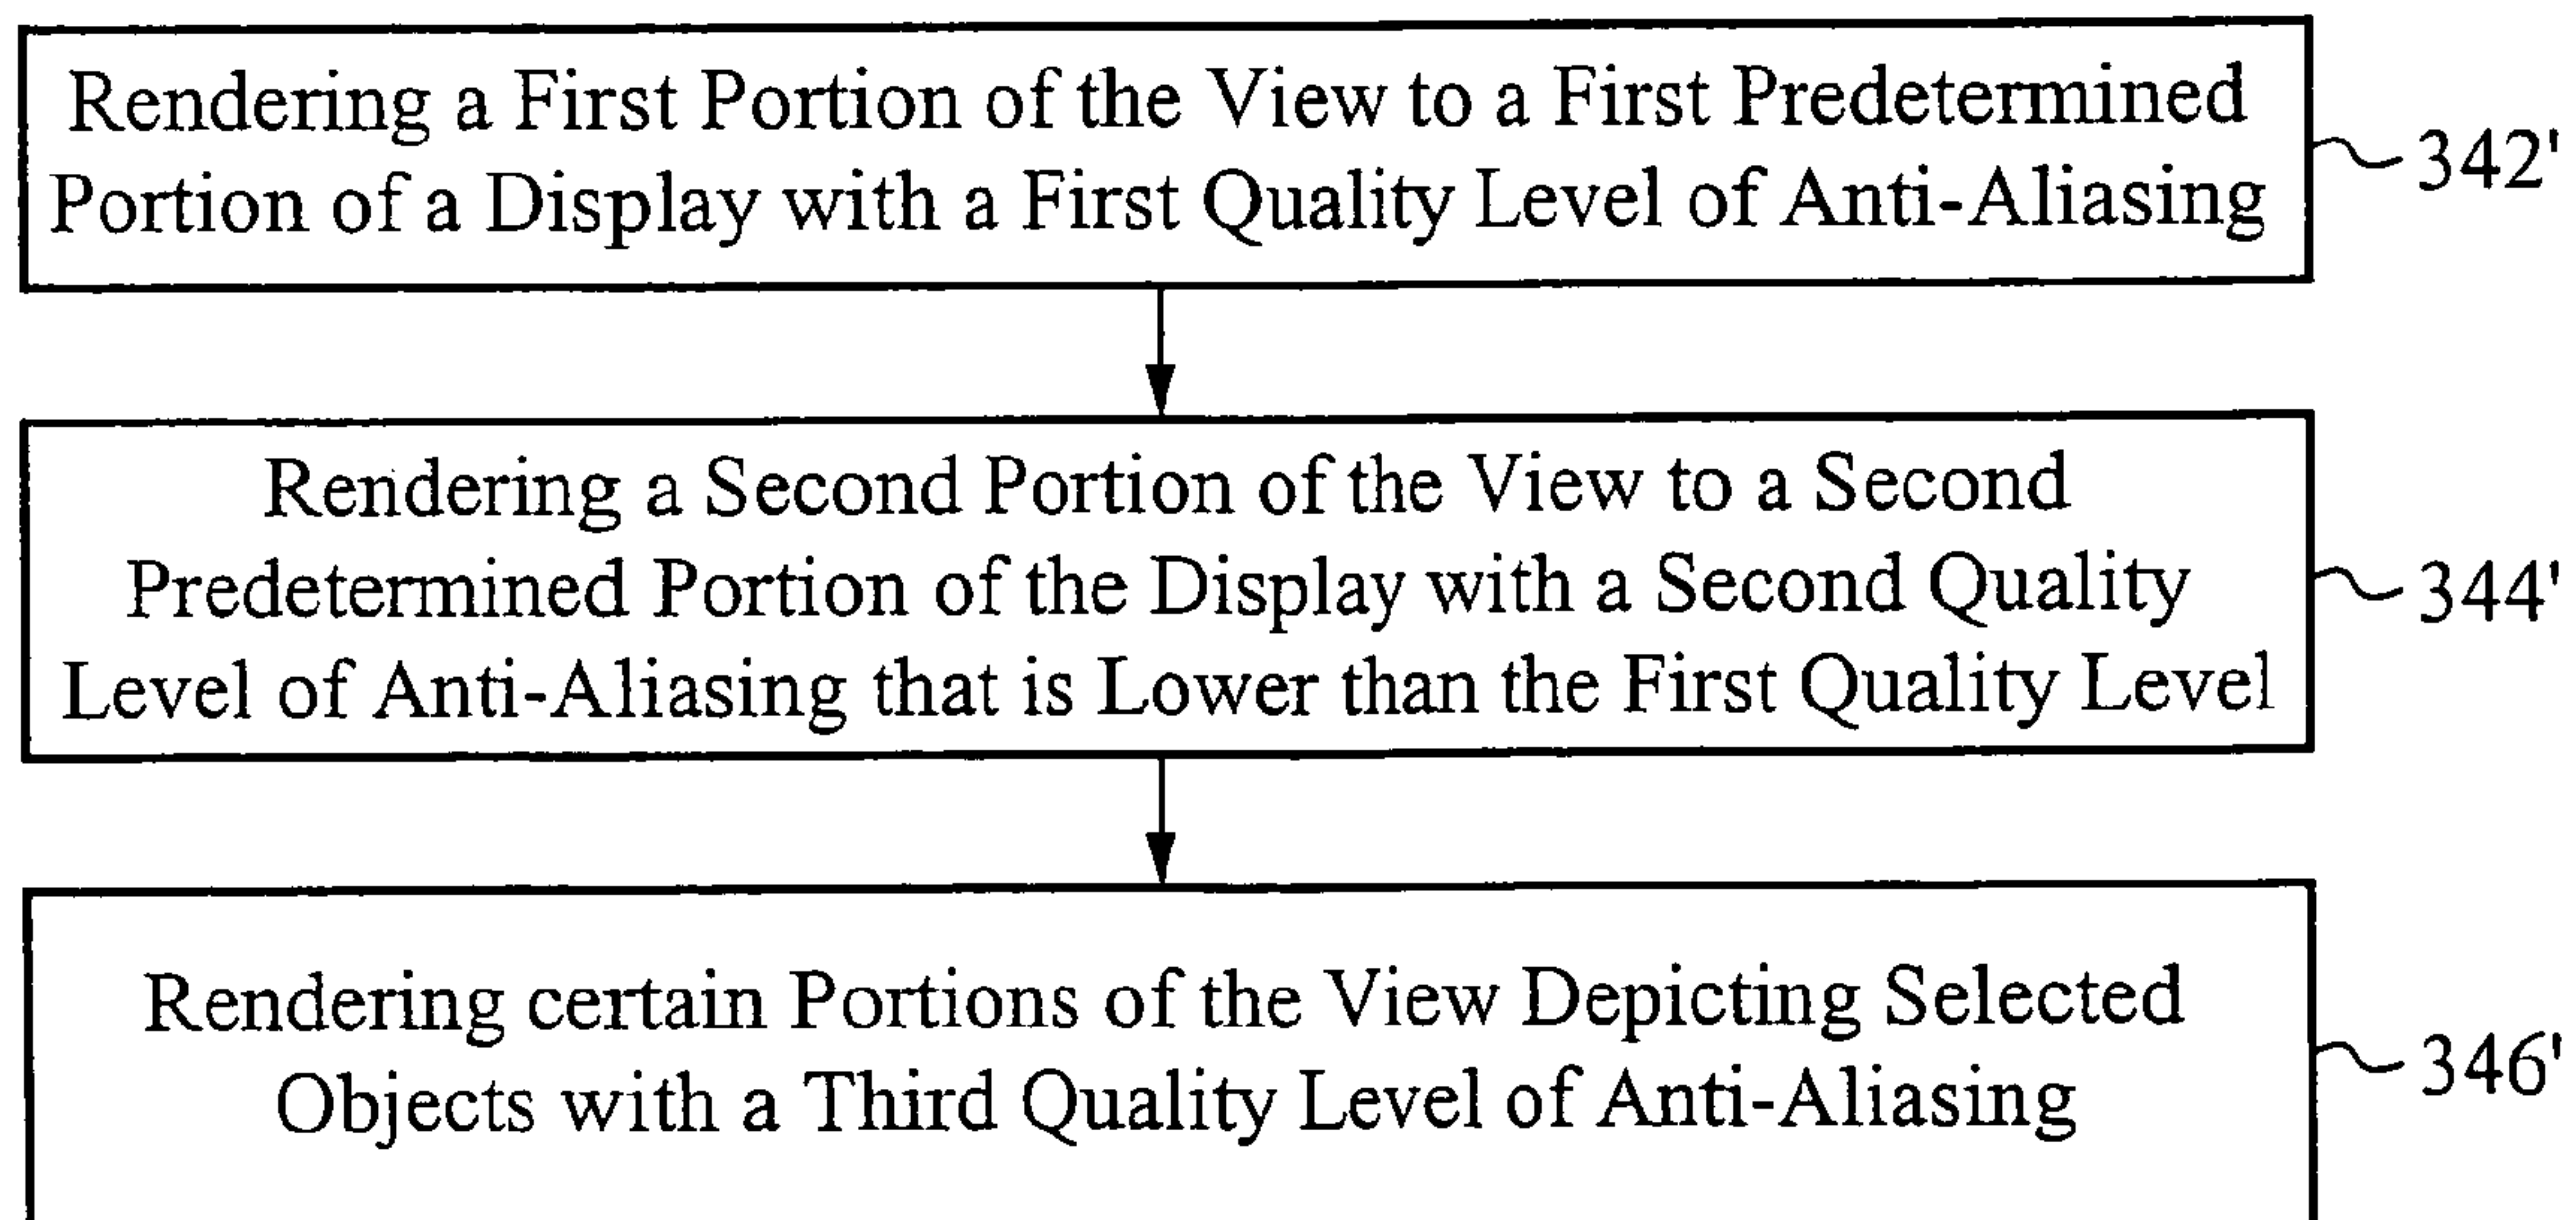 Rendering a First Portion of the View to a First Predetermined
Portion of a Display with a First Quality Level of Anti-Aliasing
342'
Rendering a Second Portion of the View to a Second
Predetermined Portion of the Display with a Second Quality
Level of Anti-Aliasing that is Lower than the First Quality Level
344'
Rendering certain Portions of the View Depicting Selected
Objects with a Third Quality Level of Anti-Aliasing
346'